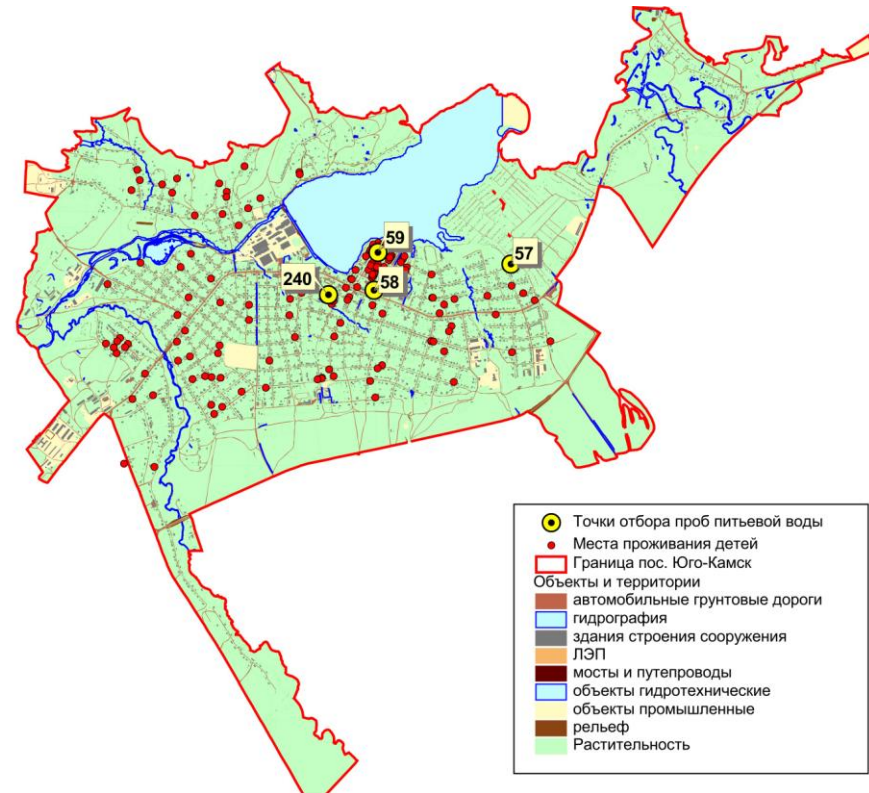 59
57
240
58
Точки отбора проб питьевой воды
Места проживания детей
Граница пос. Юго-Камск
Объекты и территории
автомобильные грунтовые дороги
гидрография
здания строения сооружения
ЛЭП
мосты и путепроводы
объекты гидротехнические
объекты промышленные
рельеф
Растительность